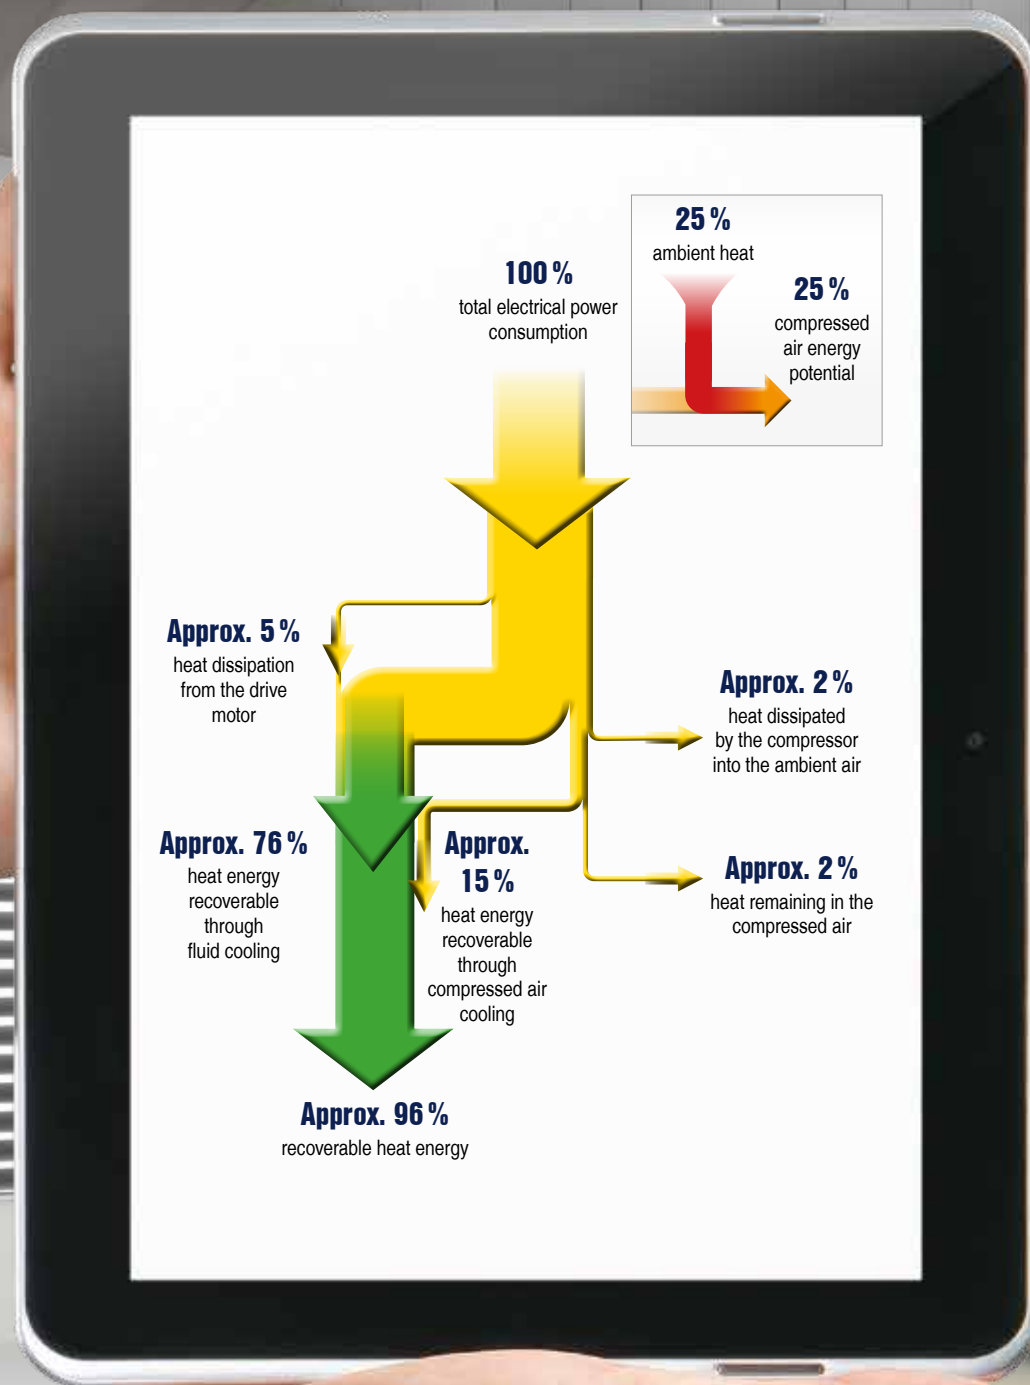 25 %
ambient heat
100 %
total electrical power
consumption
25 %
compressed
air energy
potential
Approx. 5 %
heat dissipation
from the drive
motor
Approx. 2 %
heat dissipated
by the compressor
into the ambient air
Approx. 76 %
heat energy
recoverable
through
fluid cooling
Approx.
15 %
heat energy
recoverable
through
compressed air
cooling
Approx. 2 %
heat remaining in the
compressed air
Approx. 96 %
recoverable heat energy